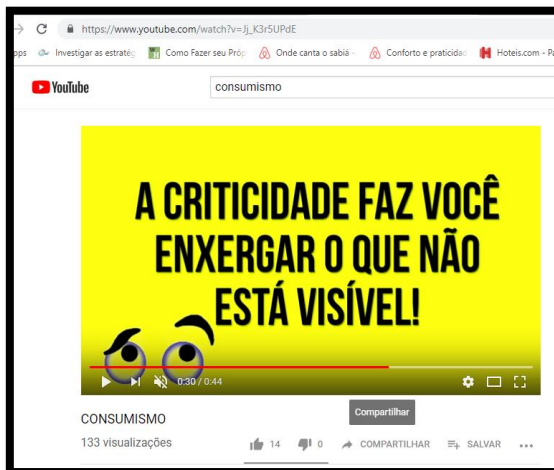 https://www.youtube.com/watch?v=Jj_K3r5UPdE
pps Investigar as estratég Como Fazer seu Próp Onde canta o sabiá - Conforto e praticidad Hoteis.com - Pa
YouTube consumismo
A CRITICIDADE FAZ VOCÊ
ENXERGAR O QUE NÃO
ESTÁ VISÍVEL!
0:30 / 0:44
Compartilhar
CONSUMISMO
133 visualizações 14 0 COMPARTILHAR SALVAR